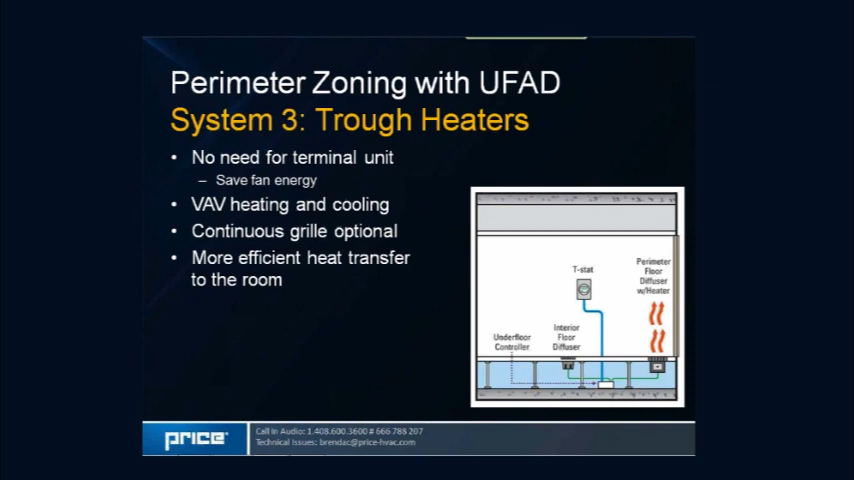 Perimeter Zoning with UFAD
System 3: Trough Heaters
• No need for terminal unit
– Save fan energy
• VAV heating and cooling
• Continuous grille optional
• More efficient heat transfer
to the room
T-stat
Perimeter
Floor
Diffuser
w/Heater
Underfloor
Controller
Interior
Floor
Diffuser
PRICE
Call In Audio: 1.408.600.3600 # 666 788 207
Technical Issues: brendac@price-hvac.com